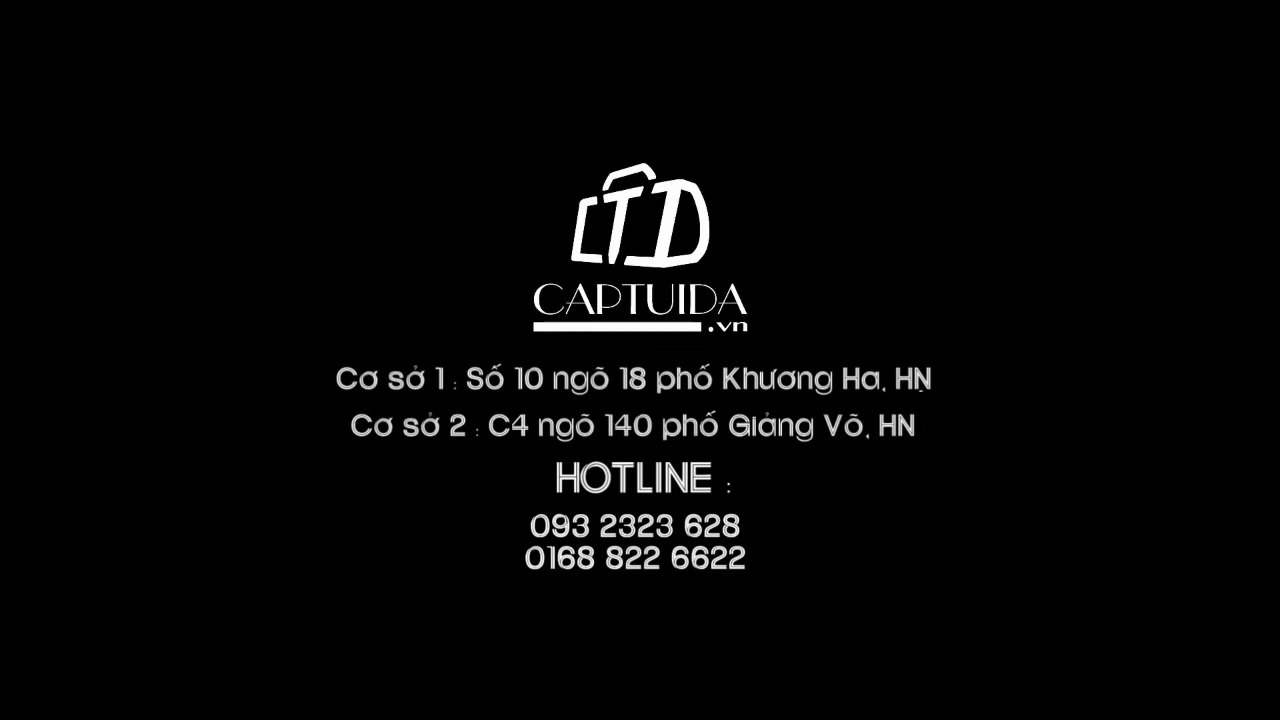 CTD
CAPTUIDA
.vn
Cơ sở 1 : Số 10 ngõ 18 phố Khương Hạ, HN
Cơ sở 2 : C4 ngõ 140 phố Giảng Võ, HN
HOTLINE :
093 2323 628
0168 822 6622